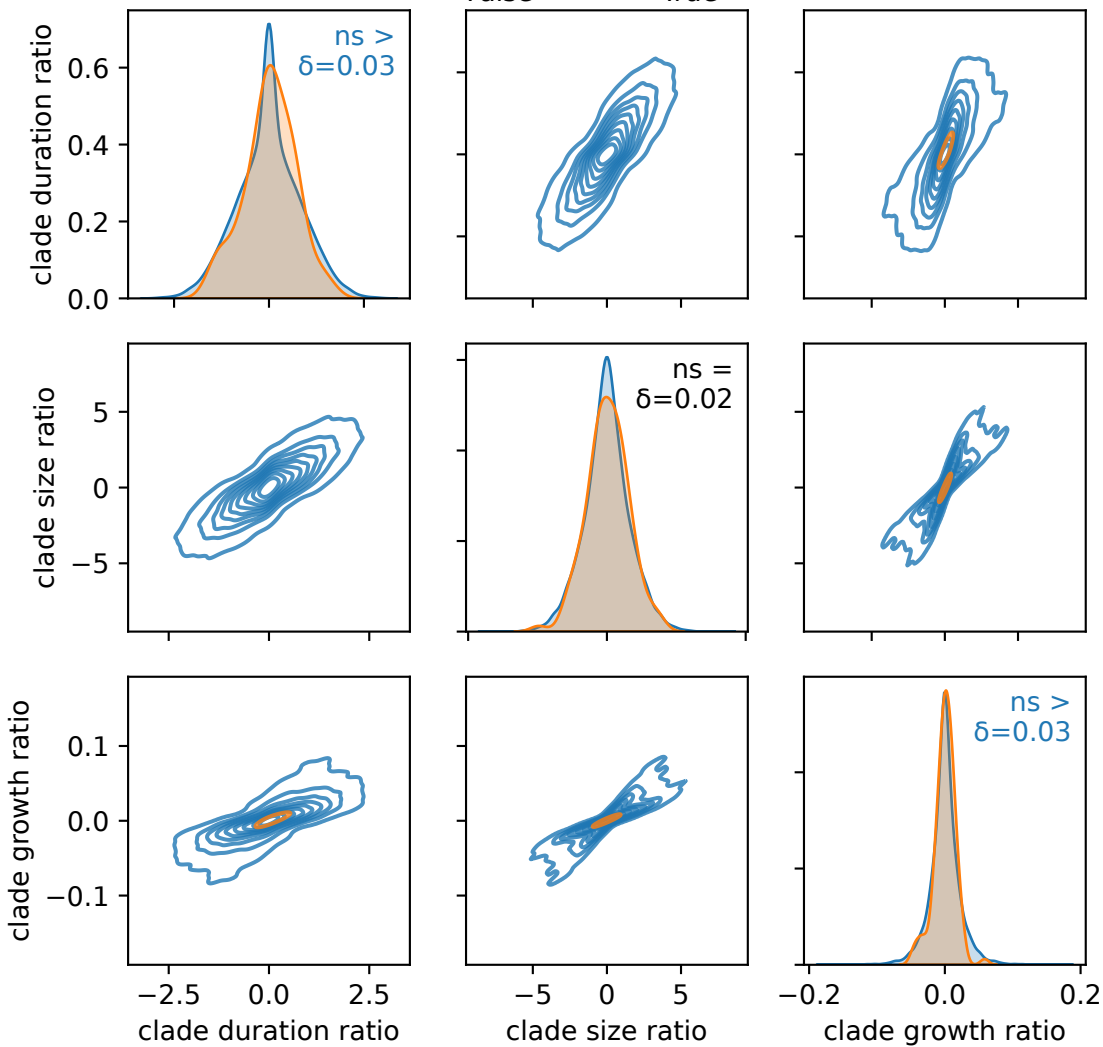 clade duration ratio
0.6
0.4
0.2
0.0
ns >
δ=0.03
clade size ratio
5
0
−5
ns =
δ=0.02
clade growth ratio
0.1
0.0
−0.1
ns >
δ=0.03
−2.5 0.0 2.5
−5 0 5
−0.2 0.0 0.2
clade duration ratio
clade size ratio
clade growth ratio